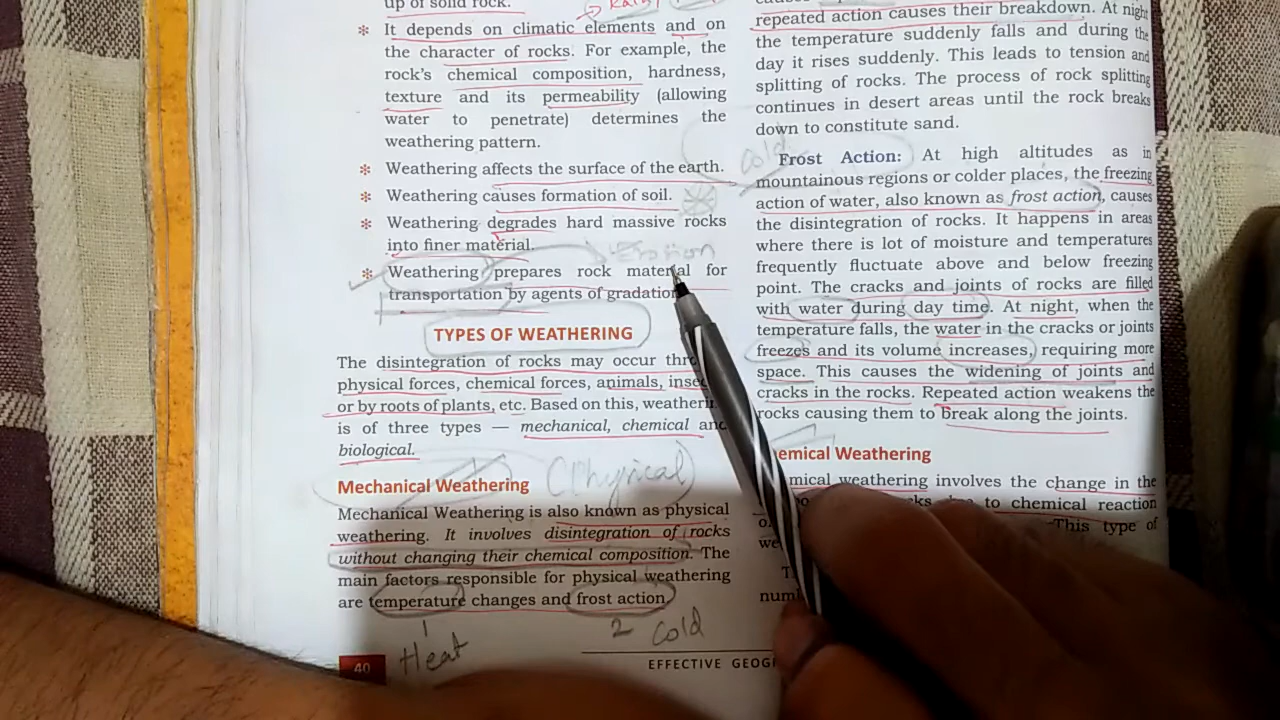 up of solid rock.
* It depends on climatic elements and on
the character of rocks. For example, the
rock's chemical composition, hardness,
texture and its permeability (allowing
water to penetrate) determines the
weathering pattern.
* Weathering affects the surface of the earth.
* Weathering causes formation of soil.
* Weathering degrades hard massive rocks
into finer material.
Erosion
* Weathering prepares rock material for
transportation by agents of gradation
TYPES OF WEATHERING
The disintegration of rocks may occur
physical forces, chemical forces, animals,
or by roots of plants, etc. Based on this,
is of three types — mechanical, chemical
biological.
Mechanical Weathering (Physical)
Mechanical Weathering is also known as physical
weathering. It involves disintegration of rocks
without changing their chemical composition. The
main factors responsible for physical weathering
are temperature changes and frost action.
1 Heat
2 Cold
40
EFFECTIVE
repeated action causes their breakdown. At night
the temperature suddenly falls and during the
day it rises suddenly. This leads to tension and
splitting of rocks. The process of rock splitting
continues in desert areas until the rock breaks
down to constitute sand.
Cold
Frost Action: At high altitudes as in
mountainous regions or colder places, the freezing
action of water, also known as frost action, causes
the disintegration of rocks. It happens in areas
where there is lot of moisture and temperatures
frequently fluctuate above and below freezing
point. The cracks and joints of rocks are filled
with water during day time. At night, when the
temperature falls, the water in the cracks or joints
freezes and its volume increases, requiring more
space. This causes the widening of joints and
cracks in the rocks. Repeated action weakens the
rocks causing them to break along the joints.
Weathering
weathering involves the change in the
to chemical reaction
This type of